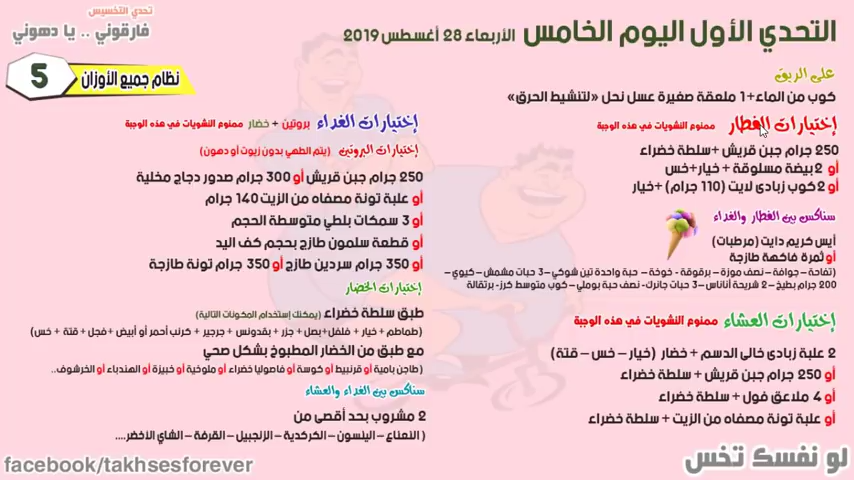 تحدي التخسيس
فارقوني .. يا دهوني
التحدي الأول اليوم الخامس الأربعاء 28 أغسطس 2019
5
نظام جميع الأوزان
على الريق
كوب من الماء+1 ملعقة صغيرة عسل نحل «لتنشيط الحرق»
إختيارات الفطار ممنوع النشويات في هذه الوجبة
250 جرام جبن قريش +سلطة خضراء
أو 2بيضة مسلوقة + خيار+خس
أو 2كوب زبادى لايت (110 جرام) +خيار
سناكس بين الفطار والغداء
أيس كريم دايت (مرطبات)
أو ثمرة فاكهة طازجة
(تفاحة – جوافة – نصف موزة – برقوقة - خوخة – حبة واحدة تين شوكي – 3 حبات مشمش – كيوي –
200 جرام بطيخ – 2 شريحة أناناس – 3 حبات جانرك- نصف حبة بوملي – كوب متوسط كرز- برتقالة
إختيارات العشاء ممنوع النشويات في هذه الوجبة
2 علبة زبادى خالى الدسم + خضار (خيار – خس – قتة)
أو 250 جرام جبن قريش + سلطة خضراء
أو 4 ملاعق فول + سلطة خضراء
أو علبة تونة مصفاه من الزيت + سلطة خضراء
إختيارات الغداء بروتين + خضار ممنوع النشويات في هذه الوجبة
إختيارات البروتين (يتم الطهي بدون زيوت أو دهون)
250 جرام جبن قريش أو 300 جرام صدور دجاج مخلية
أو علبة تونة مصفاه من الزيت 140 جرام
أو 3 سمكات بلطي متوسطة الحجم
أو قطعة سلمون طازج بحجم كف اليد
أو 350 جرام سردين طازج أو 350 جرام تونة طازجة
إختيارات الخضار
طبق سلطة خضراء (يمكنك إستخدام المكونات التالية)
(طماطم + خيار + فلفل+بصل + جزر + بقدونس + جرجير + كرنب أحمر أو أبيض +فجل + قتة + خس)
مع طبق من الخضار المطبوخ بشكل صحي
(طاجن بامية أو قرنبيط أو كوسة أو فاصوليا خضراء أو ملوخية أو خبيزة أو الهندباء أو الخرشوف..
سناكس بين الغداء والعشاء
2 مشروب بحد أقصى من
( النعناع – الينسون – الكركدية – الزنجبيل – القرفة – الشاي الأخضر....
facebook/takhsesforever
لو نفسك تخس